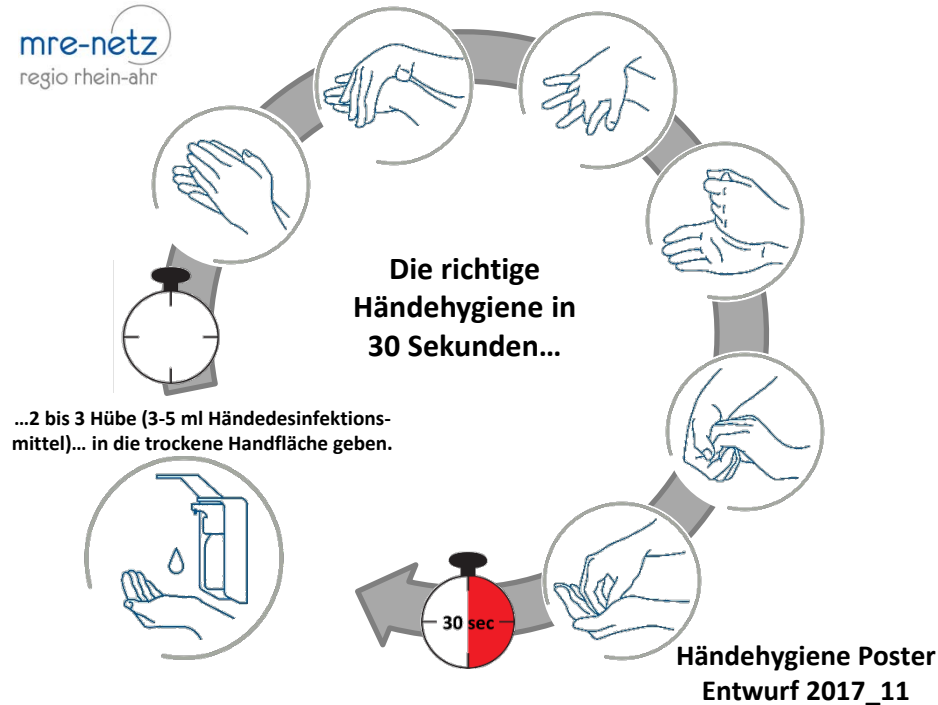 mre-netz
regio rhein-ahr
Die richtige
Händehygiene in
30 Sekunden…
…2 bis 3 Hübe (3-5 ml Händedesinfektions-
mittel)… in die trockene Handfläche geben.
30 sec
Händehygiene Poster
Entwurf 2017_11